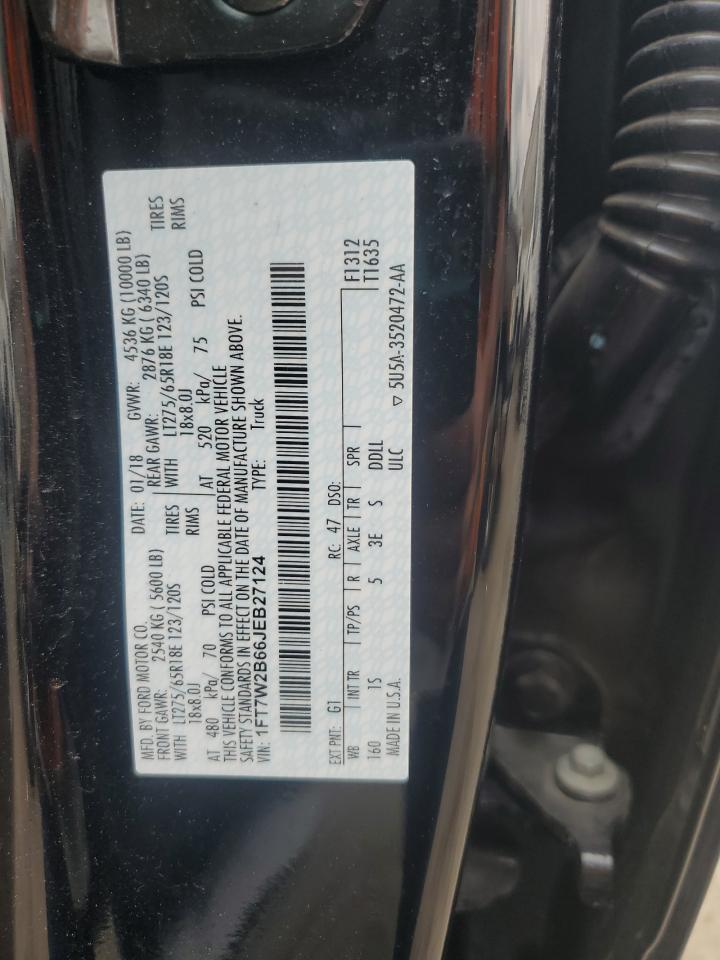 MFD. BY FORD MOTOR CO. DATE: 01/18 GVWR: 4536 KG (10000 LB)
FRONT GAWR: 2540 KG ( 5600 LB) REAR GAWR: 2876 KG ( 6340 LB)
WITH LT275/65R18E 123/120S TIRES WITH LT275/65R18E 123/120S TIRES
18x8.0J RIMS 18x8.0J RIMS
AT 480 kPa/ 70 PSI COLD AT 520 kPa/ 75 PSI COLD
THIS VEHICLE CONFORMS TO ALL APPLICABLE FEDERAL MOTOR VEHICLE
SAFETY STANDARDS IN EFFECT ON THE DATE OF MANUFACTURE SHOWN ABOVE.
VIN: 1FT7W2B66JEB27124 TYPE: Truck
EXT PNT: G1 RC: 47 DSO: F1312
WB INT TR TP/PS R AXLE TR SPR T1635
160 1S 5 3E S DDLL
MADE IN U.S.A. ULC ▽ 5U5A-3520472-AA